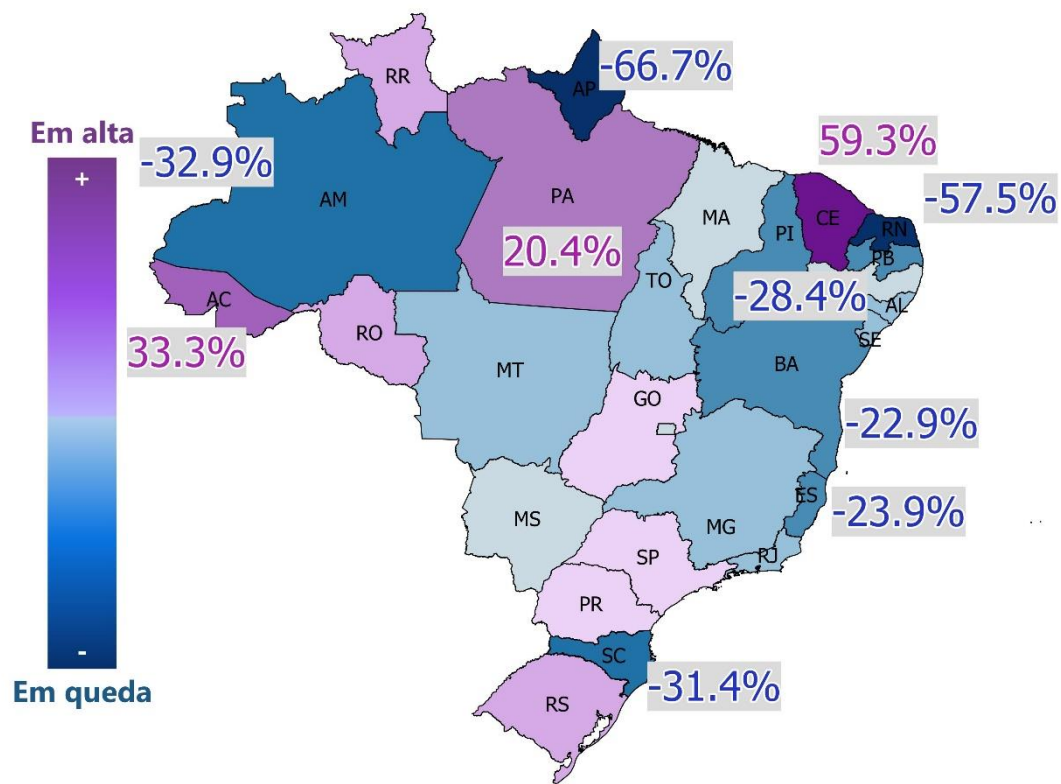 RR
-66.7%
AP
Em alta
+
-32.9%
59.3%
-57.5%
AM
PA
MA
PI
CE
RN
PB
20.4%
TO
-28.4%
AL
AC
RO
SE
33.3%
MT
BA
GO
-22.9%
ES
-23.9%
MS
MG
RJ
SP
PR
-
SC
Em queda
-31.4%
RS